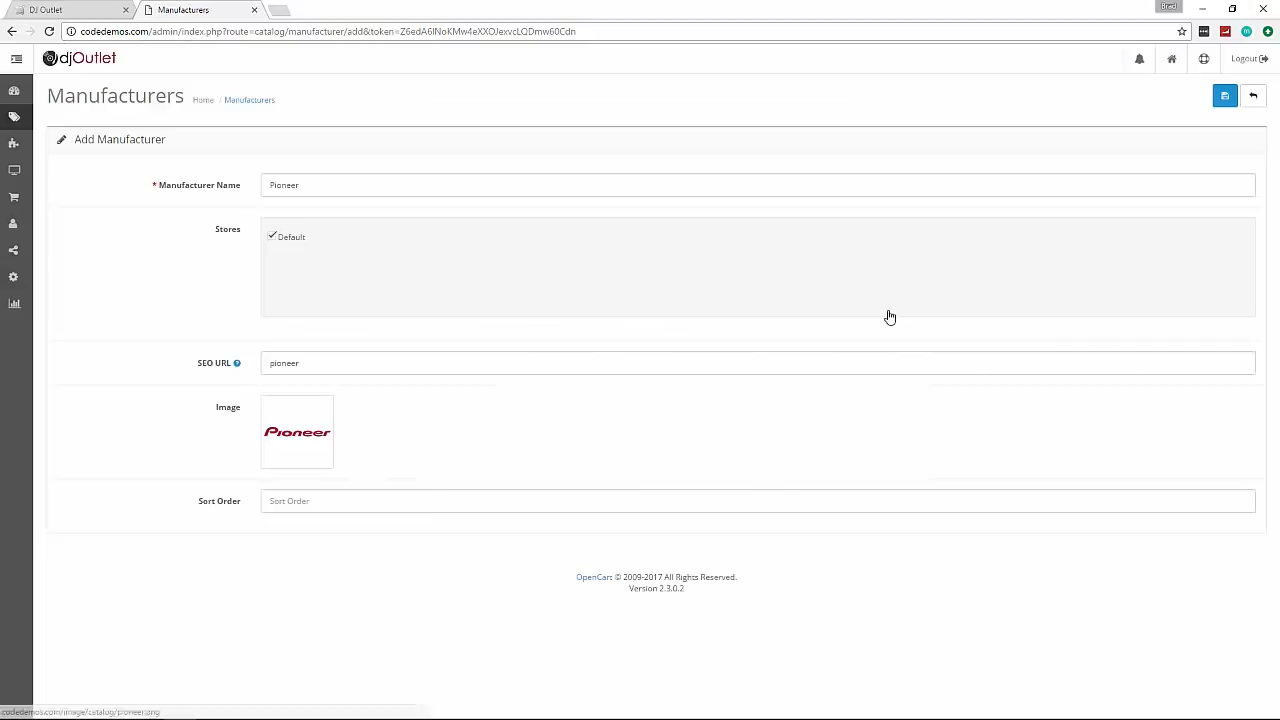 DJ Outlet
Manufacturers
Brad
codedemos.com/admin/index.php?route=catalog/manufacturer/add&token=Z6edA6INoKMw4eXXOJexvcLQDmw60Cdn
djOutlet
Logout
Manufacturers
Home / Manufacturers
Add Manufacturer
* Manufacturer Name
Pioneer
Stores
Default
SEO URL
pioneer
Image
Pioneer
Sort Order
Sort Order
OpenCart © 2009-2017 All Rights Reserved.
Version 2.3.0.2
codedemos.com/image/catalog/pioneer.png